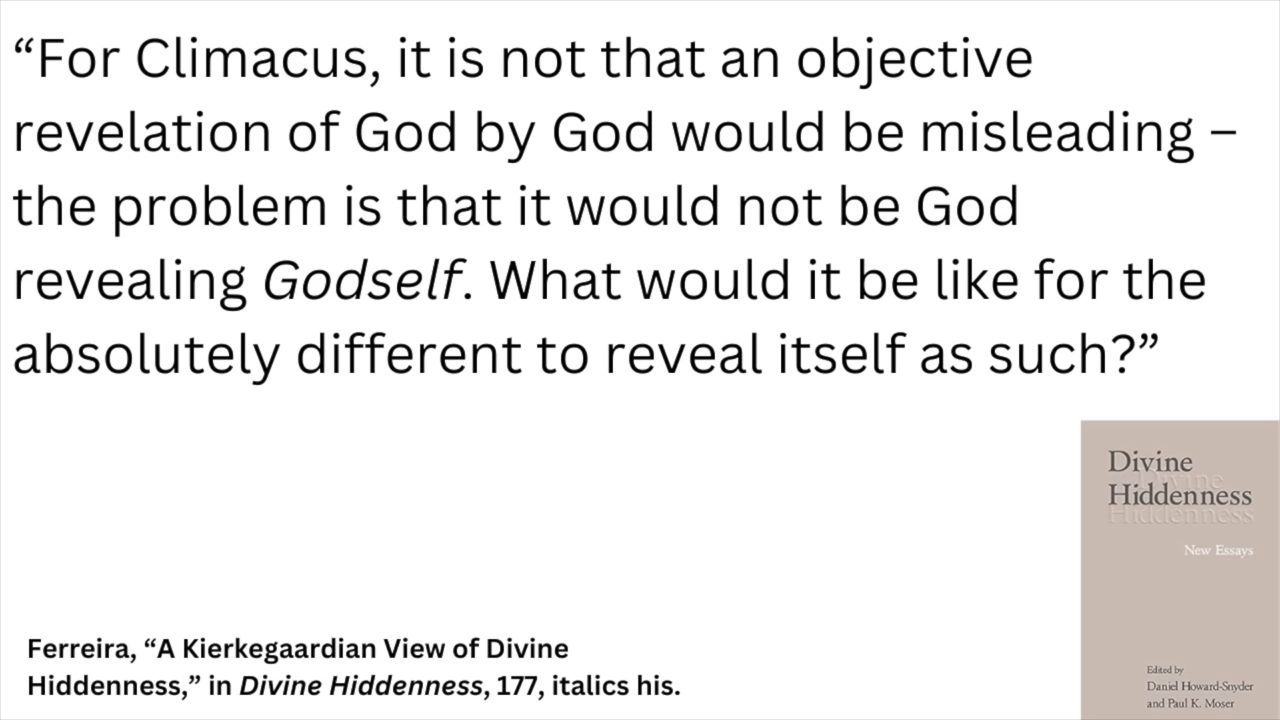 “For Climacus, it is not that an objective
revelation of God by God would be misleading –
the problem is that it would not be God
revealing Godself. What would it be like for the
absolutely different to reveal itself as such?”
Divine
Hiddenness
New Essays
Edited by
Daniel Howard-Snyder
and Paul K. Moser
Ferreira, “A Kierkegaardian View of Divine
Hiddenness,” in Divine Hiddenness, 177, italics his.